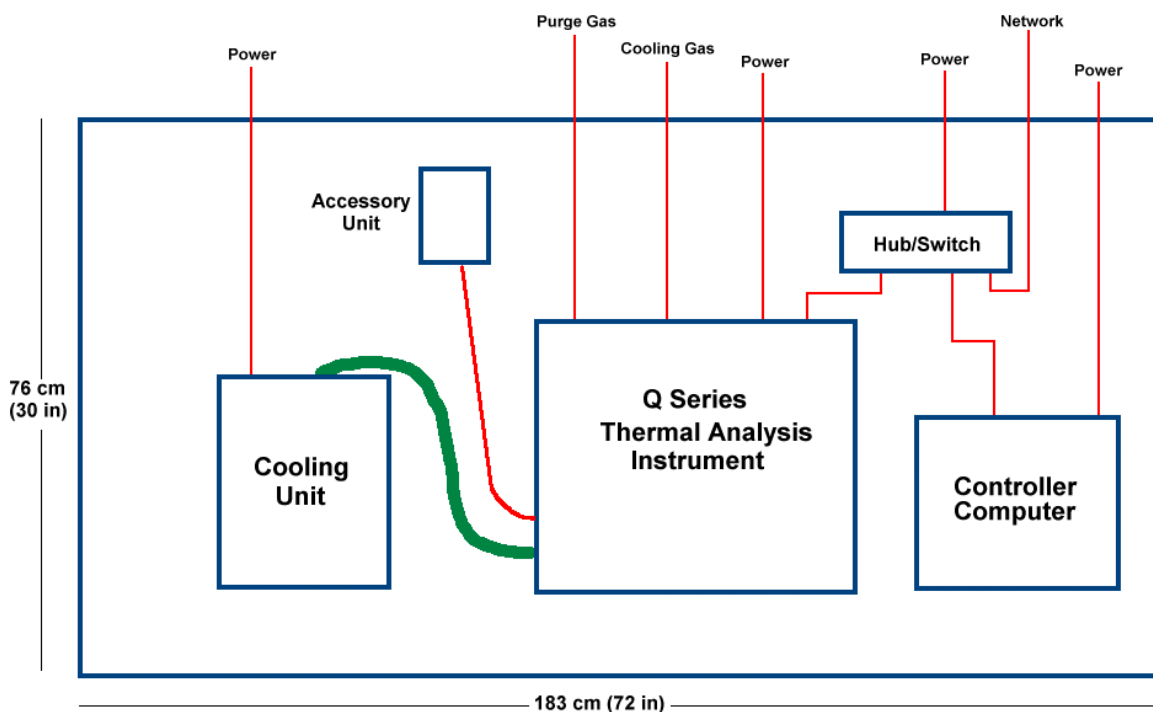 Purge Gas
Network
Cooling Gas
Power
Power
Power
Power
Accessory
Unit
Hub/Switch
76 cm
(30 in)
Q Series
Thermal Analysis
Instrument
Cooling
Unit
Controller
Computer
183 cm (72 in)